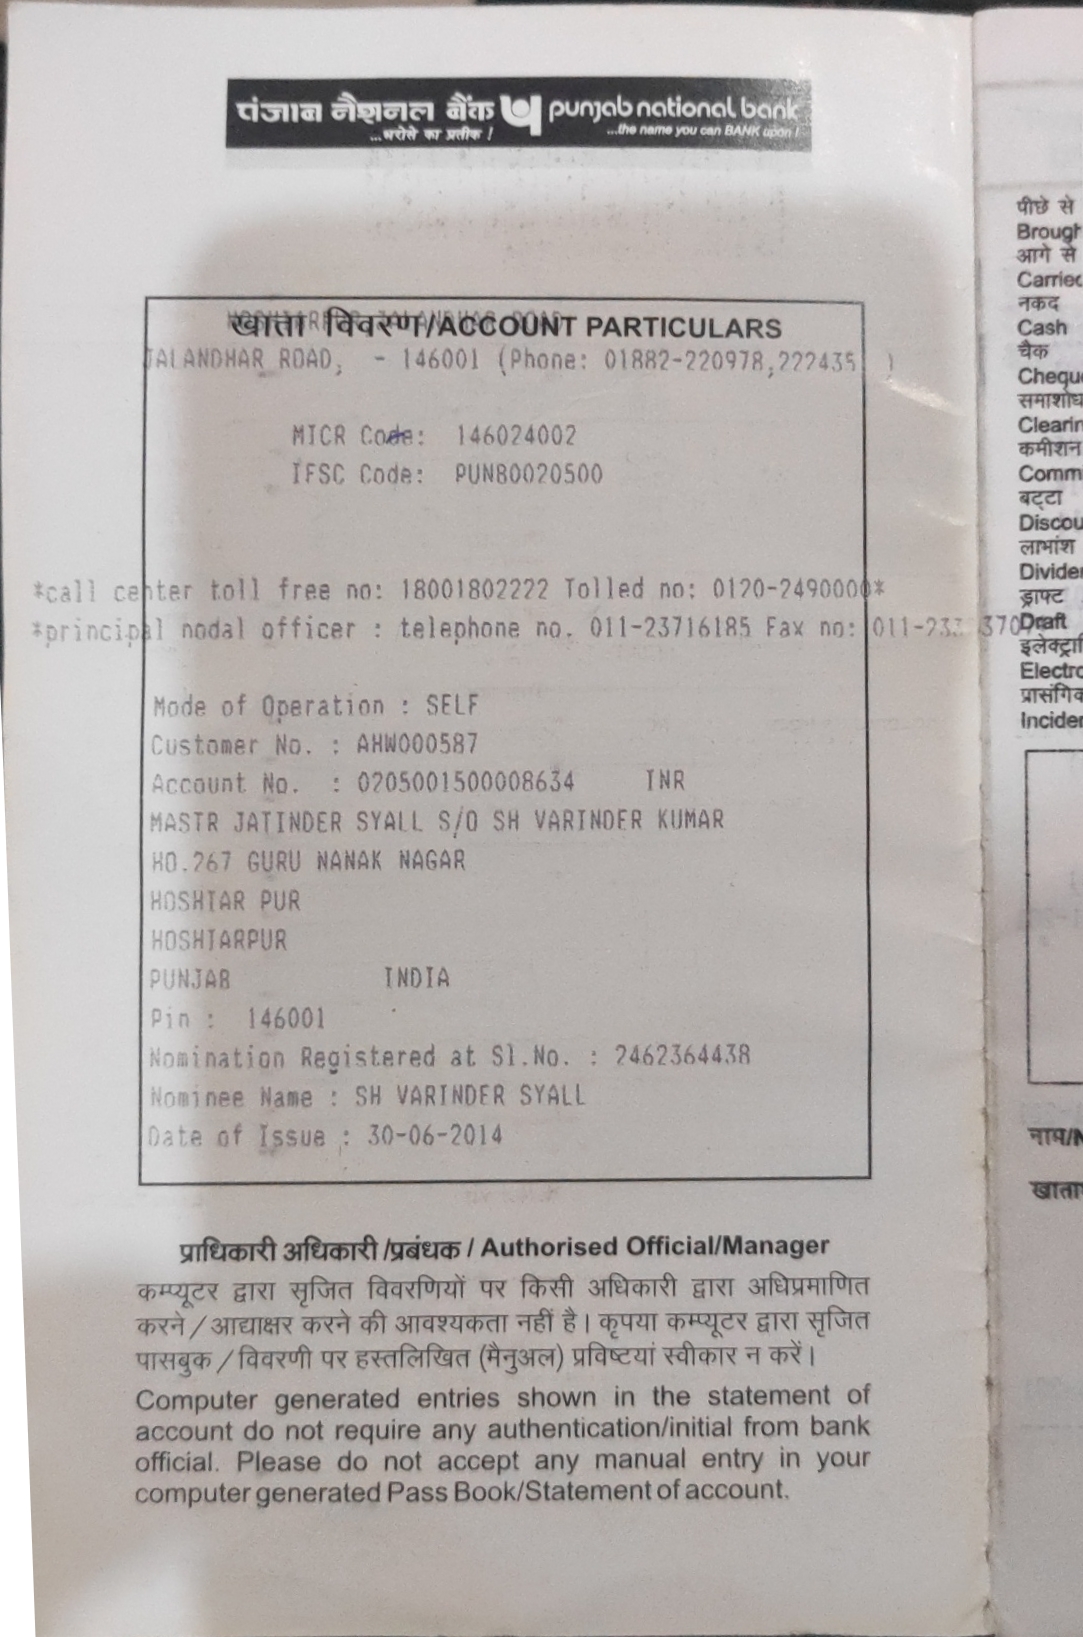 पंजाब नैशनल बैंक punjab national bank
...भरोसे का प्रतीक ! ...the name you can BANK upon !
HOSHIARPUR JALANDHAR ROAD
खाता विवरण/ACCOUNT PARTICULARS
JALANDHAR ROAD, - 146001 (Phone: 01882-220978,222435 )
MICR Code: 146024002
IFSC Code: PUNB0020500
*call center toll free no: 18001802222 Tolled no: 0120-2490000*
*principal nodal officer : telephone no. 011-23716185 Fax no: 011-233
Mode of Operation : SELF
Customer No. : AHW000587
Account No. : 0205001500008634 INR
MASTR JATINDER SYALL S/O SH VARINDER KUMAR
HO.267 GURU NANAK NAGAR
HOSHIAR PUR
HOSHIARPUR
PUNJAB INDIA
Pin : 146001
Nomination Registered at Sl.No. : 2462364438
Nominee Name : SH VARINDER SYALL
Date of Issue : 30-06-2014
प्राधिकारी अधिकारी /प्रबंधक / Authorised Official/Manager
कम्प्यूटर द्वारा सृजित विवरणियों पर किसी अधिकारी द्वारा अधिप्रमाणित
करने / आद्याक्षर करने की आवश्यकता नहीं है। कृपया कम्प्यूटर द्वारा सृजित
पासबुक / विवरणी पर हस्तलिखित (मैनुअल) प्रविष्टयां स्वीकार न करें।
Computer generated entries shown in the statement of
account do not require any authentication/initial from bank
official. Please do not accept any manual entry in your
computer generated Pass Book/Statement of account.
पीछे से
Brough
आगे से
Carried
नकद
Cash
चैक
Cheque
समाशोध
Clearin
कमीशन
Comm
बट्टा
Discou
लाभांश
Divider
ड्राफ्ट
Draft
इलेक्ट्रा
Electro
प्रासंगिक
Incider
नाम/N
खाता